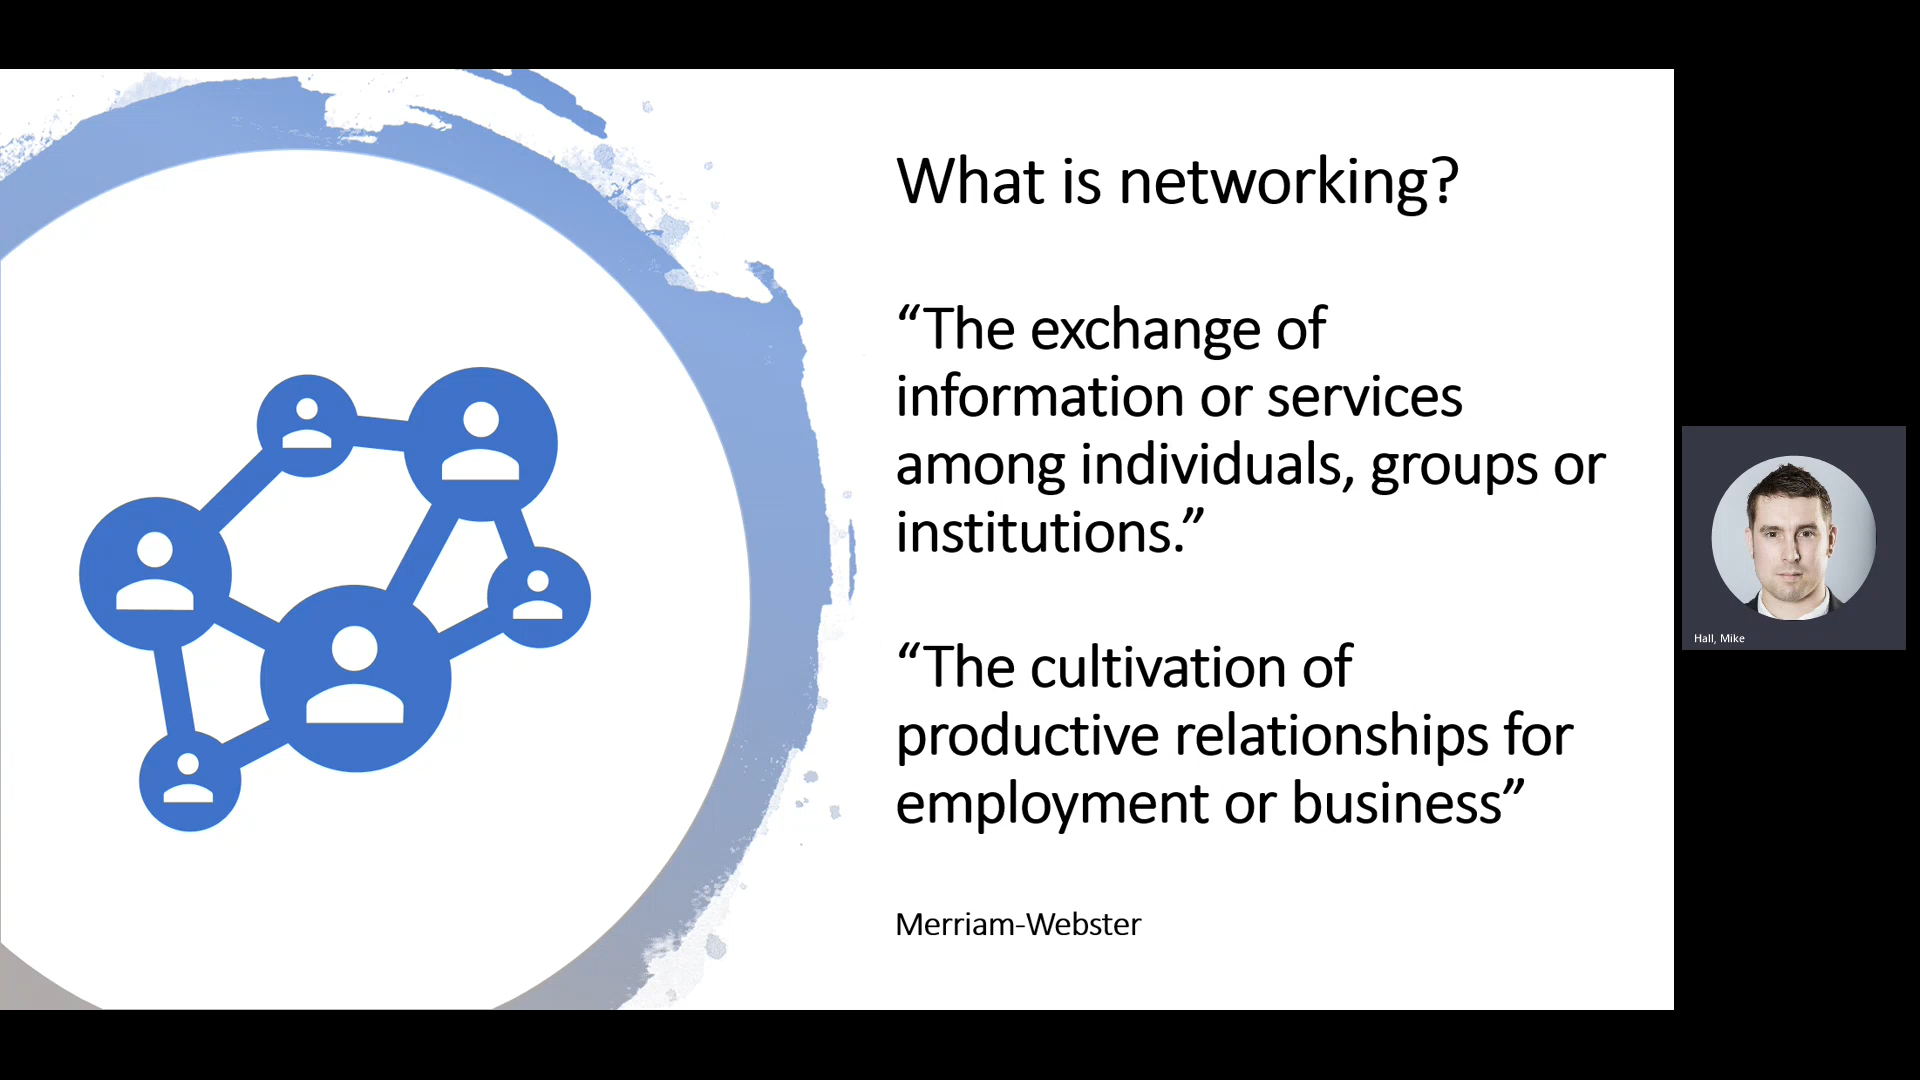 What is networking?
“The exchange of
information or services
among individuals, groups or
institutions.”
“The cultivation of
productive relationships for
employment or business”
Merriam-Webster
Hall, Mike